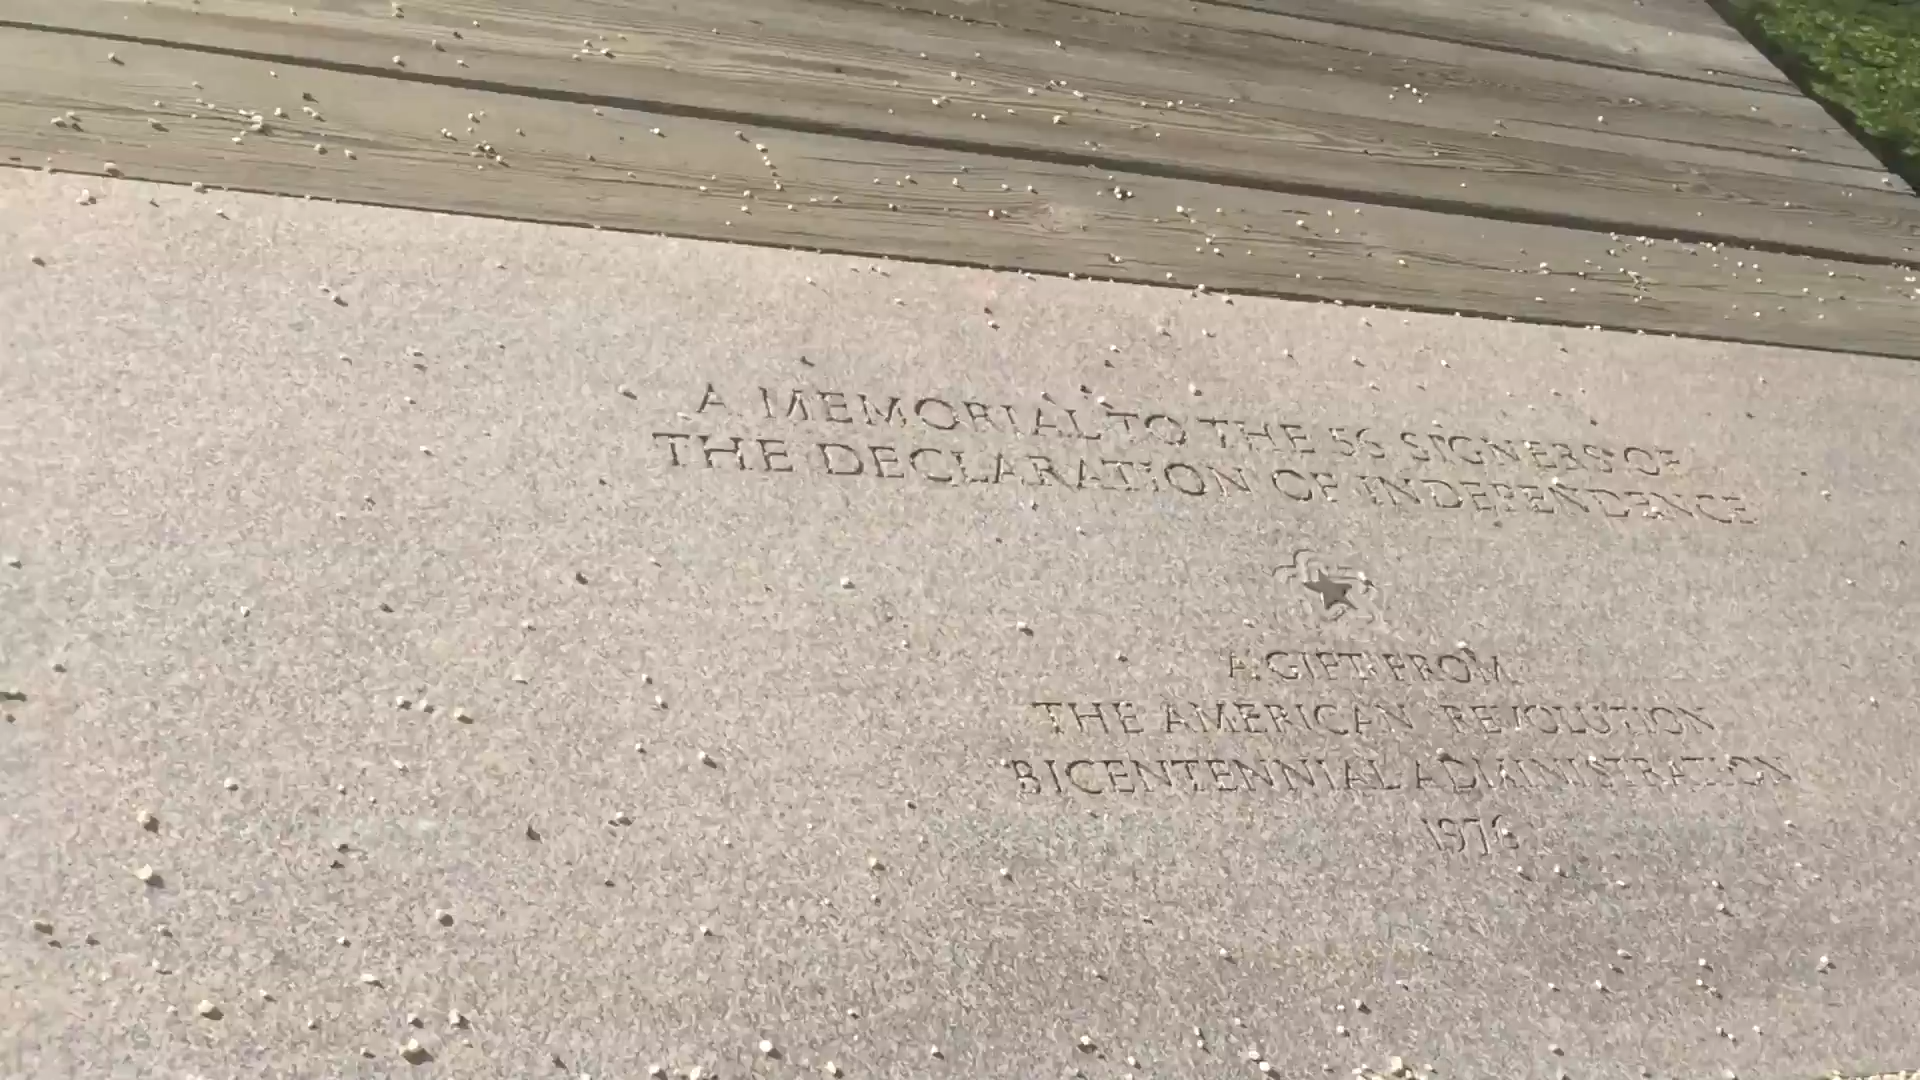 A MEMORIAL TO THE 56 SIGNERS OF
THE DECLARATION OF INDEPENDENCE
A GIFT FROM
THE AMERICAN REVOLUTION
BICENTENNIAL ADMINISTRATION
1976